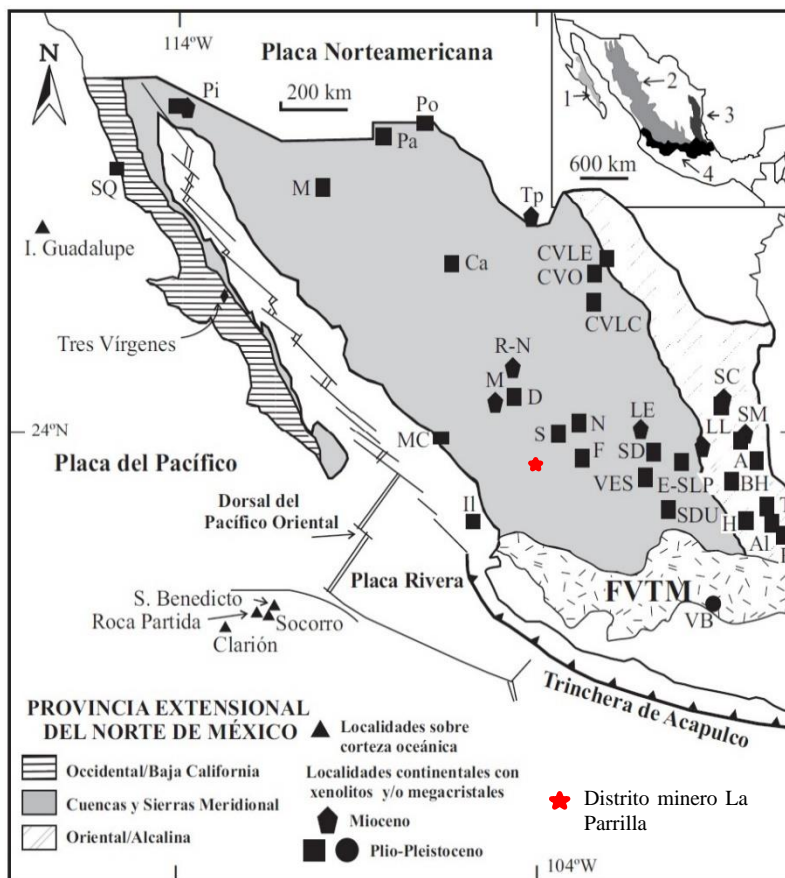 114ºW
Placa Norteamericana
N
200 km
1
2
3
4
600 km
Pi
Po
Pa
SQ
M
Tp
I. Guadalupe
CVLE
Ca
CVO
CVLC
Tres Vírgenes
R-N
M
D
SC
LE
LL
SM
24ºN
MC
S
N
SD
A
F
Placa del Pacífico
VES
E-SLP
BH
Dorsal del
Pacífico Oriental
Il
SDU
H
Al
Placa Rivera
FVTM
S. Benedicto
Roca Partida
Socorro
VB
Clarión
Trinchera de Acapulco
PROVINCIA EXTENSIONAL
DEL NORTE DE MÉXICO
Occidental/Baja California
Cuencas y Sierras Meridional
Oriental/Alcalina
Localidades sobre
corteza oceánica
Localidades continentales con
xenolitos y/o megacristales
Mioceno
Plio-Pleistoceno
Distrito minero La
Parrilla
104ºW